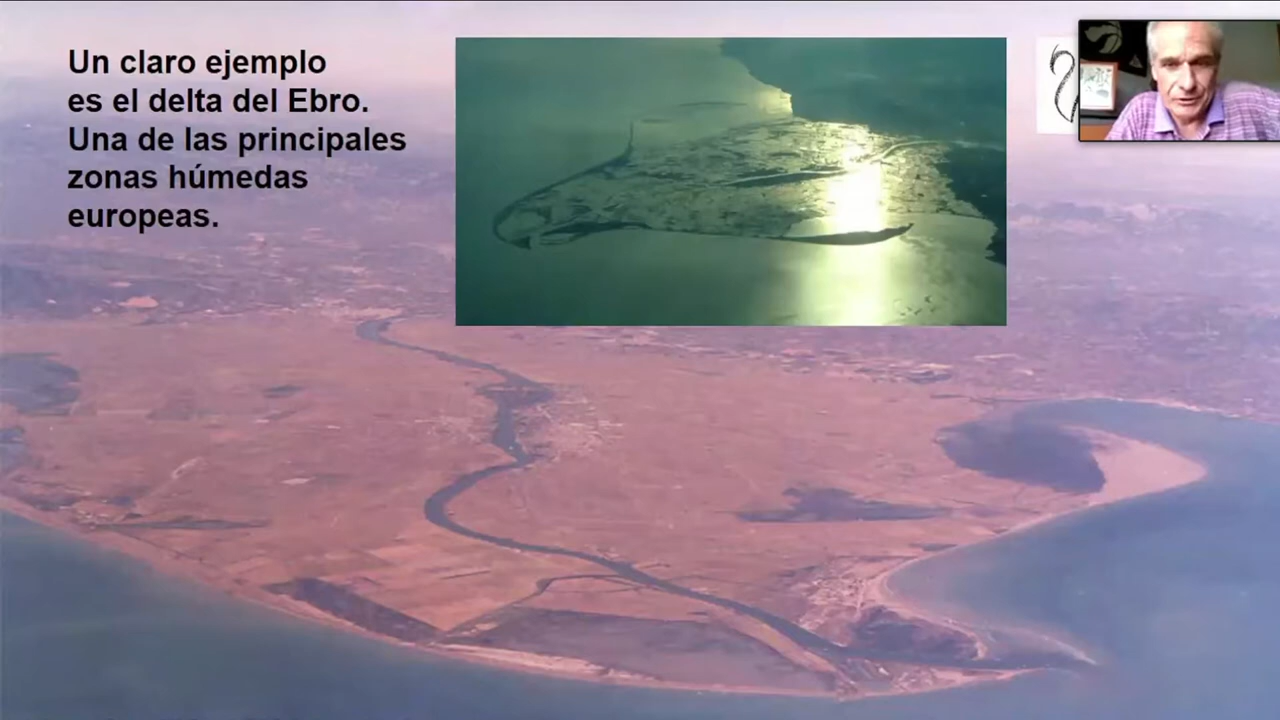 Un claro ejemplo
es el delta del Ebro.
Una de las principales
zonas húmedas
europeas.